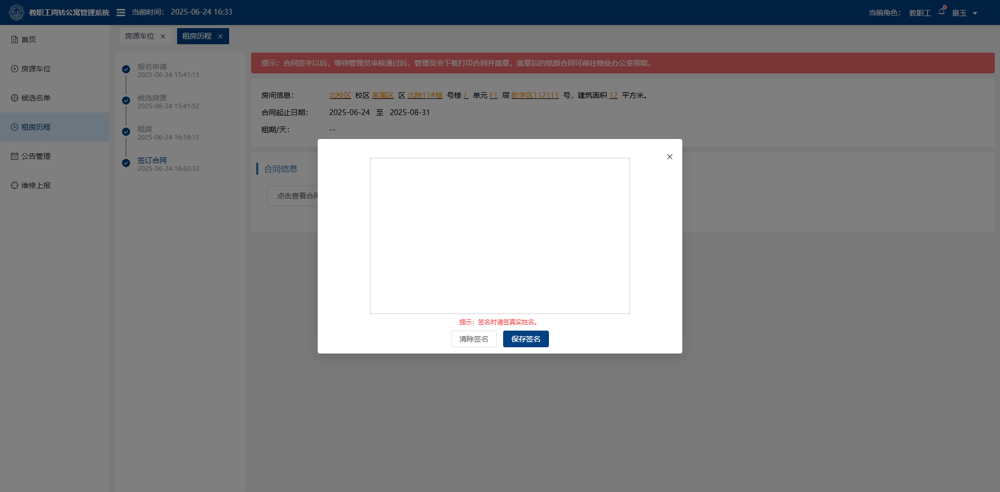 教职工周转公寓管理系统 当前时间： 2025-06-24 16:33 当前角色： 教职工 景玉
首页
房源车位
候选名单
租房历程
公告管理
维修上报
房源车位 租房历程
报名申请
2025-06-24 15:41:13
候选房源
2025-06-24 15:41:52
租房
2025-06-24 16:18:15
签订合同
2025-06-24 16:32:33
提示：合同签字以后，等待管理员审核通过后，管理员会下载打印合同并盖章，盖章后的纸质合同可前往物业办公室领取。
房间信息： 北校区 校区 家属区 区 北院11#楼 号楼 / 单元 F1 层 教学区112111 号，建筑面积 12 平方米。
合同起止日期： 2025-06-24 至 2025-08-31
租期/天： --
合同信息
点击查看合同
提示：签名时请签真实姓名。
清除签名 保存签名